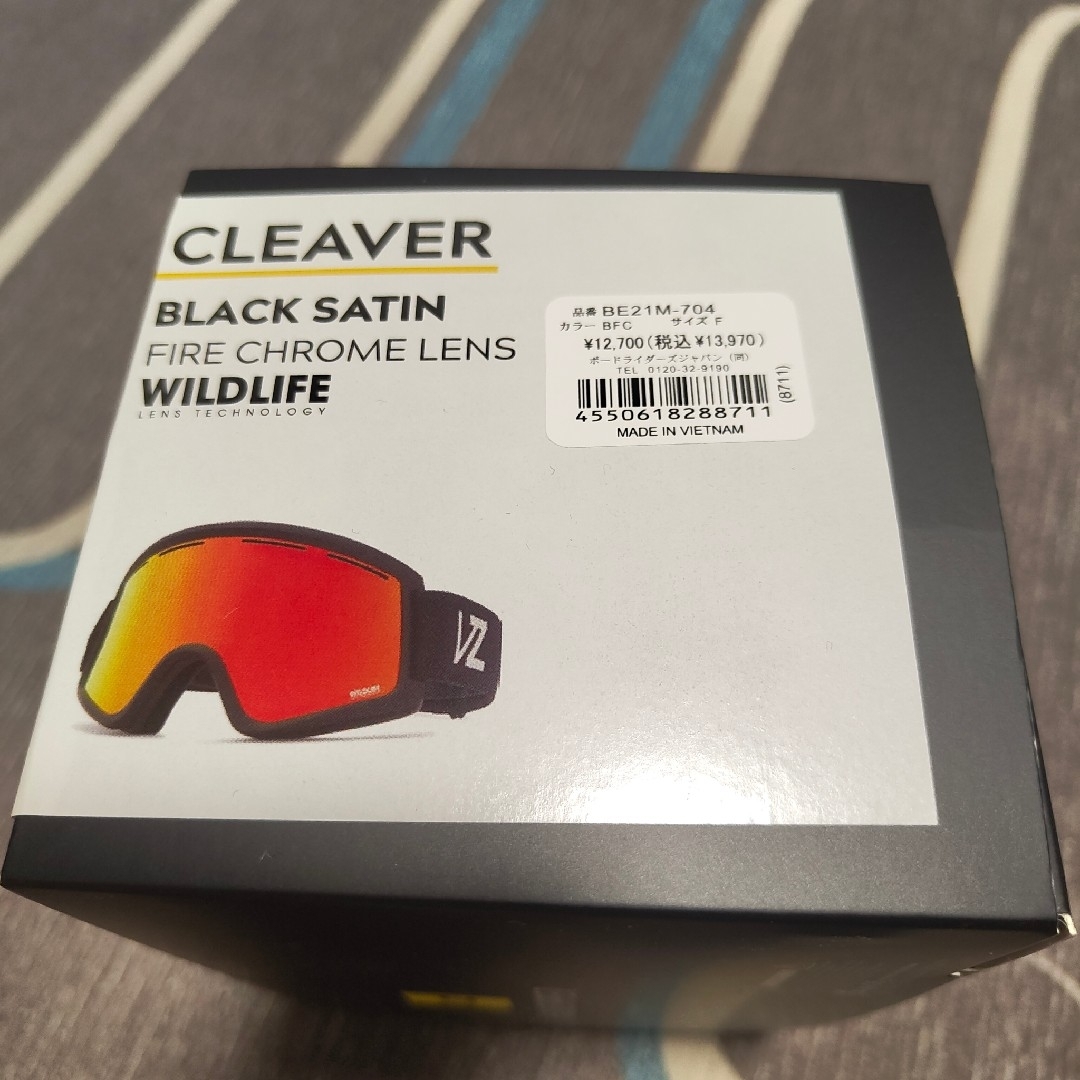 CLEAVER
BLACK SATIN
FIRE CHROME LENS
WILDLIFE
LENS TECHNOLOGY
品番 BE21M-704
カラー BFC サイズ F
¥12,700(税込 ¥13,970)
ボードライダーズジャパン (同)
TEL 0120-32-9190
4550618288711
(8711)
MADE IN VIETNAM
VZ